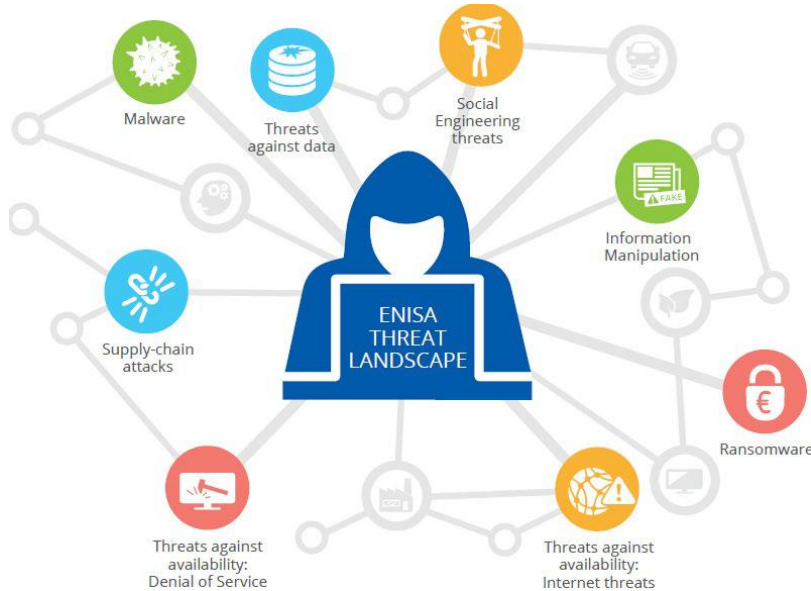 Malware
Threats
against data
Social
Engineering
threats
FAKE
Information
Manipulation
ENISA
THREAT
LANDSCAPE
Supply-chain
attacks
€
Ransomware
Threats against
availability:
Denial of Service
Threats against
availability:
Internet threats